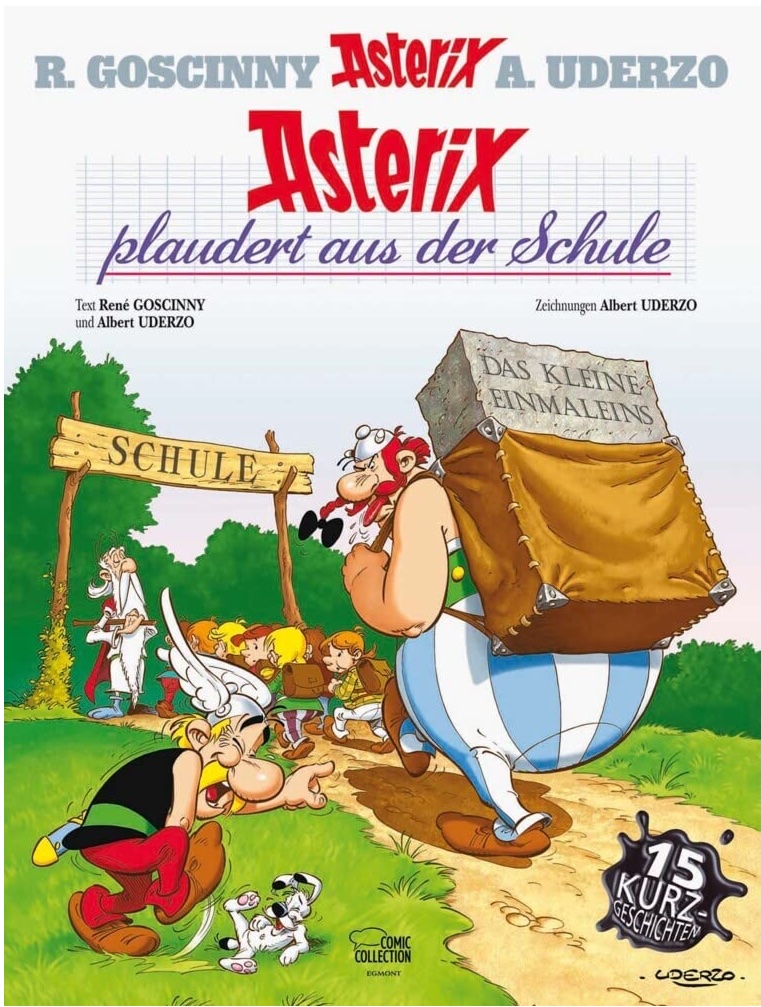 R. GOSCINNY Asterix A. UDERZO
Asterix
plaudert aus der Schule
Text René GOSCINNY
und Albert UDERZO
Zeichnungen Albert UDERZO
DAS KLEINE
EINMALEINS
SCHULE
15
KURZ-
GESCHICHTEN
COMIC
COLLECTION
EGMONT
- UDERZO -